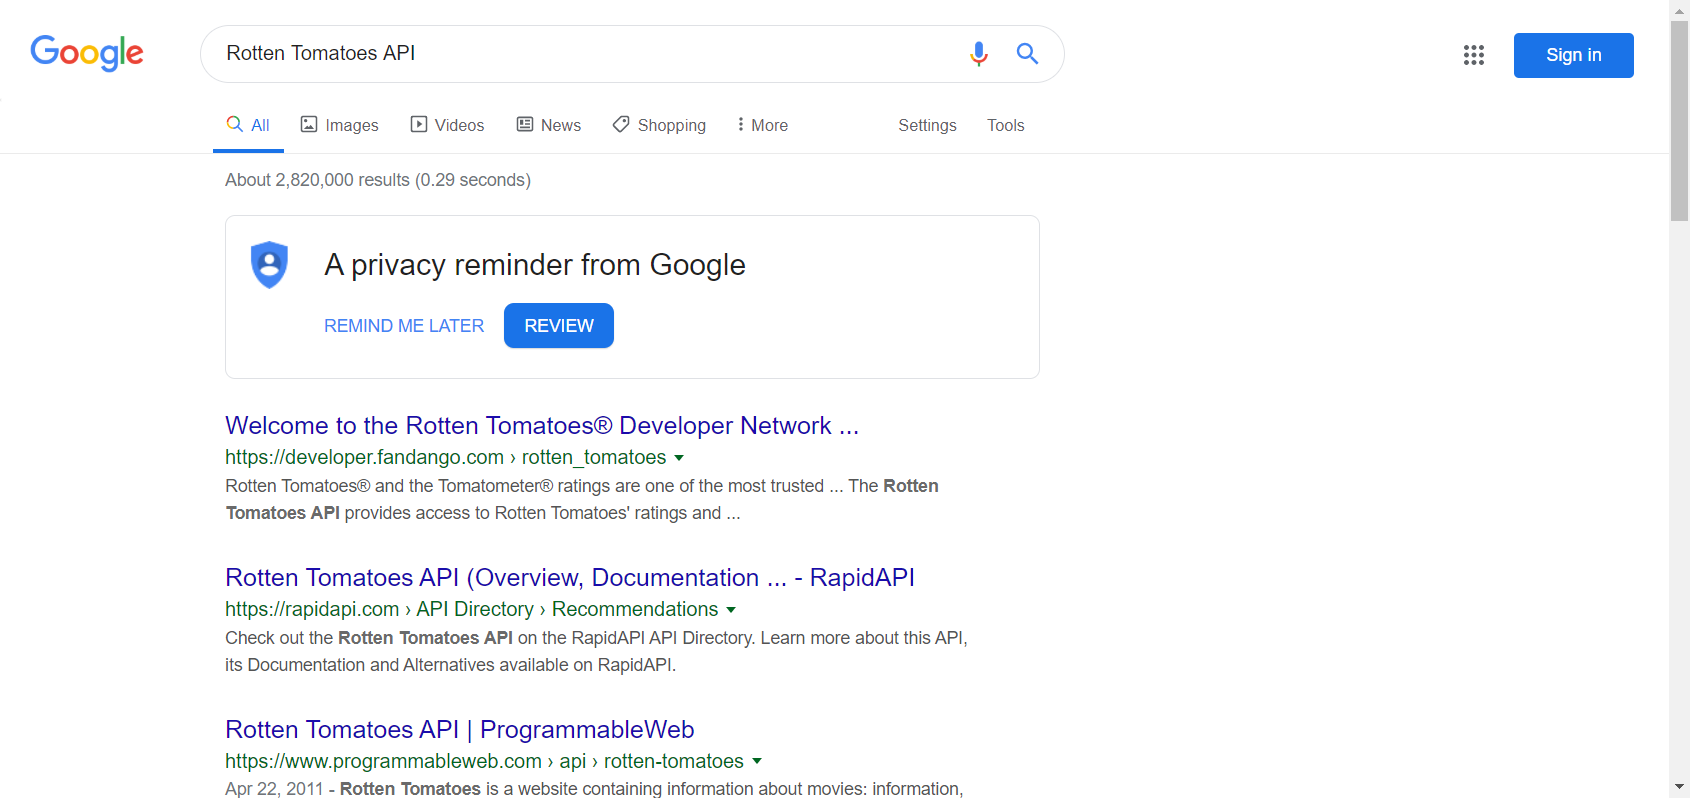 Google
Rotten Tomatoes API
Sign in
All Images Videos News Shopping More Settings Tools
About 2,820,000 results (0.29 seconds)
A privacy reminder from Google
REMIND ME LATER REVIEW
Welcome to the Rotten Tomatoes® Developer Network ...
https://developer.fandango.com › rotten_tomatoes
Rotten Tomatoes® and the Tomatometer® ratings are one of the most trusted ... The Rotten
Tomatoes API provides access to Rotten Tomatoes' ratings and ...
Rotten Tomatoes API (Overview, Documentation ... - RapidAPI
https://rapidapi.com › API Directory › Recommendations
Check out the Rotten Tomatoes API on the RapidAPI API Directory. Learn more about this API,
its Documentation and Alternatives available on RapidAPI.
Rotten Tomatoes API | ProgrammableWeb
https://www.programmableweb.com › api › rotten-tomatoes
Apr 22, 2011 - Rotten Tomatoes is a website containing information about movies: information,